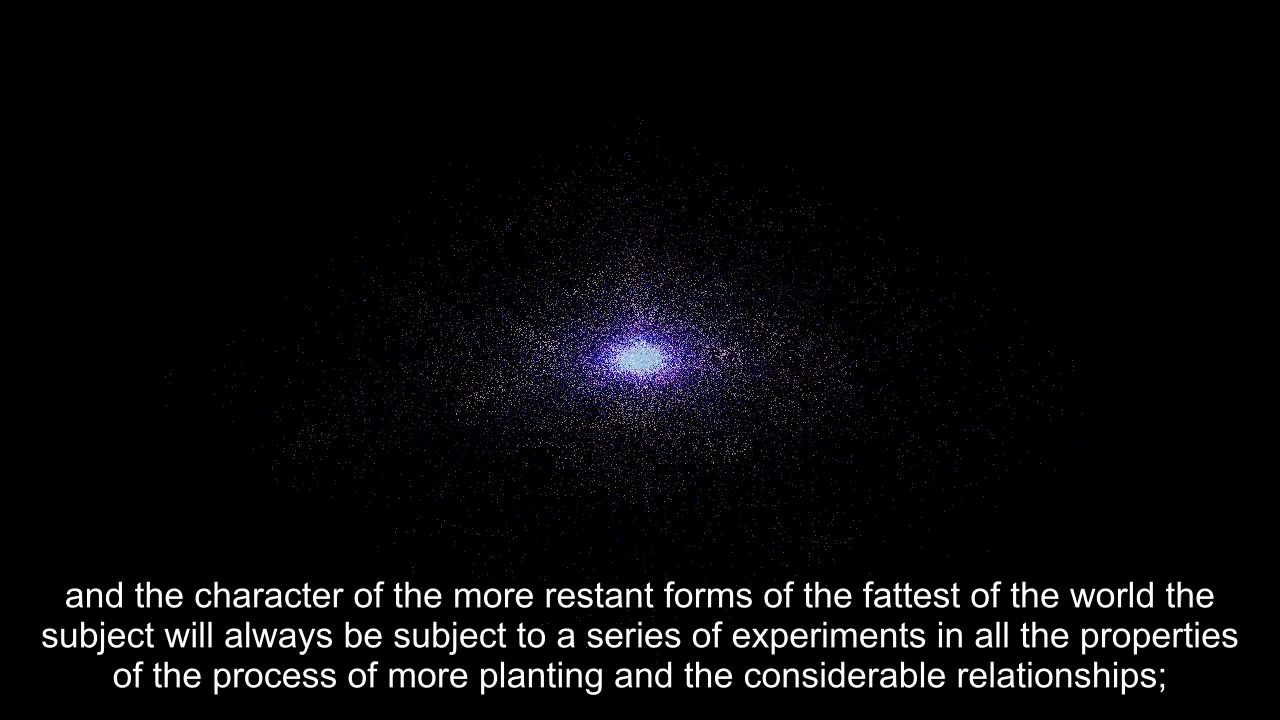 and the character of the more restant forms of the fattest of the world the
subject will always be subject to a series of experiments in all the properties
of the process of more planting and the considerable relationships;